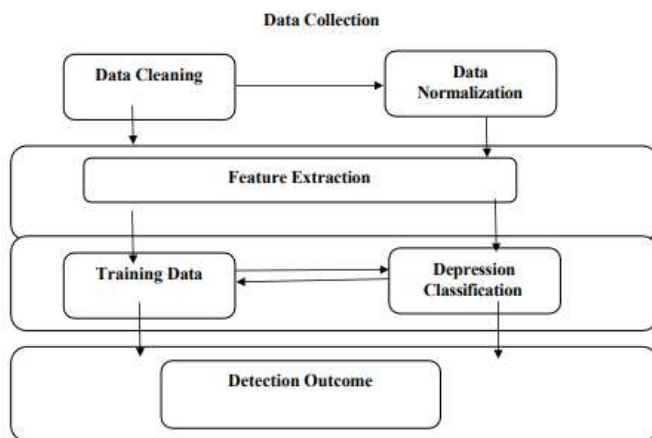 Data Collection
Data Cleaning
Data
Normalization
Feature Extraction
Training Data
Depression
Classification
Detection Outcome